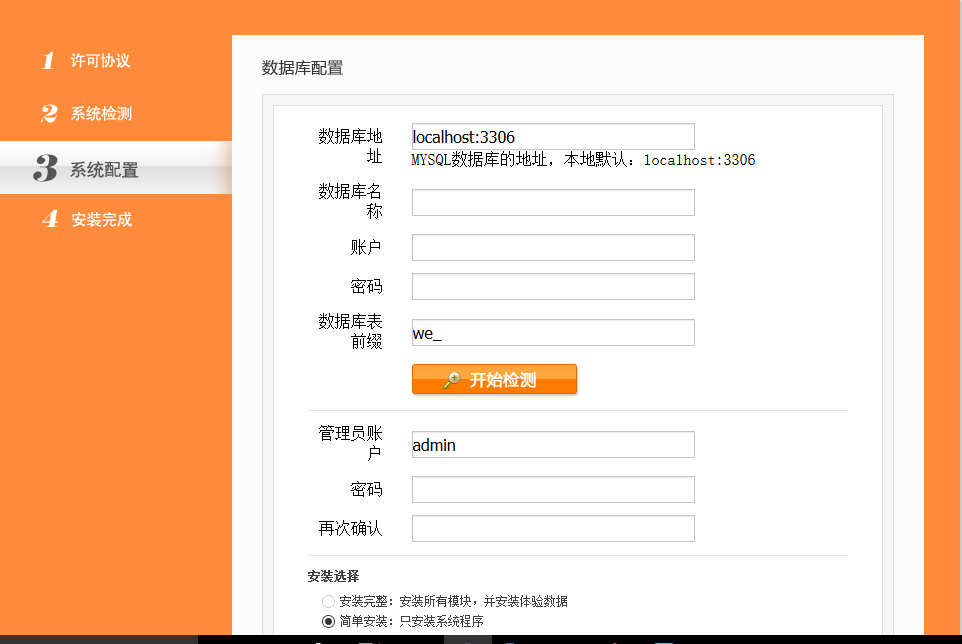 1 许可协议
2 系统检测
3 系统配置
4 安装完成
数据库配置
数据库地
址
localhost:3306
MYSQL数据库的地址，本地默认：localhost:3306
数据库名
称
账户
密码
数据库表
前缀
we_
开始检测
管理员账
户
admin
密码
再次确认
安装选择
安装完整：安装所有模块，并安装体验数据
简单安装：只安装系统程序